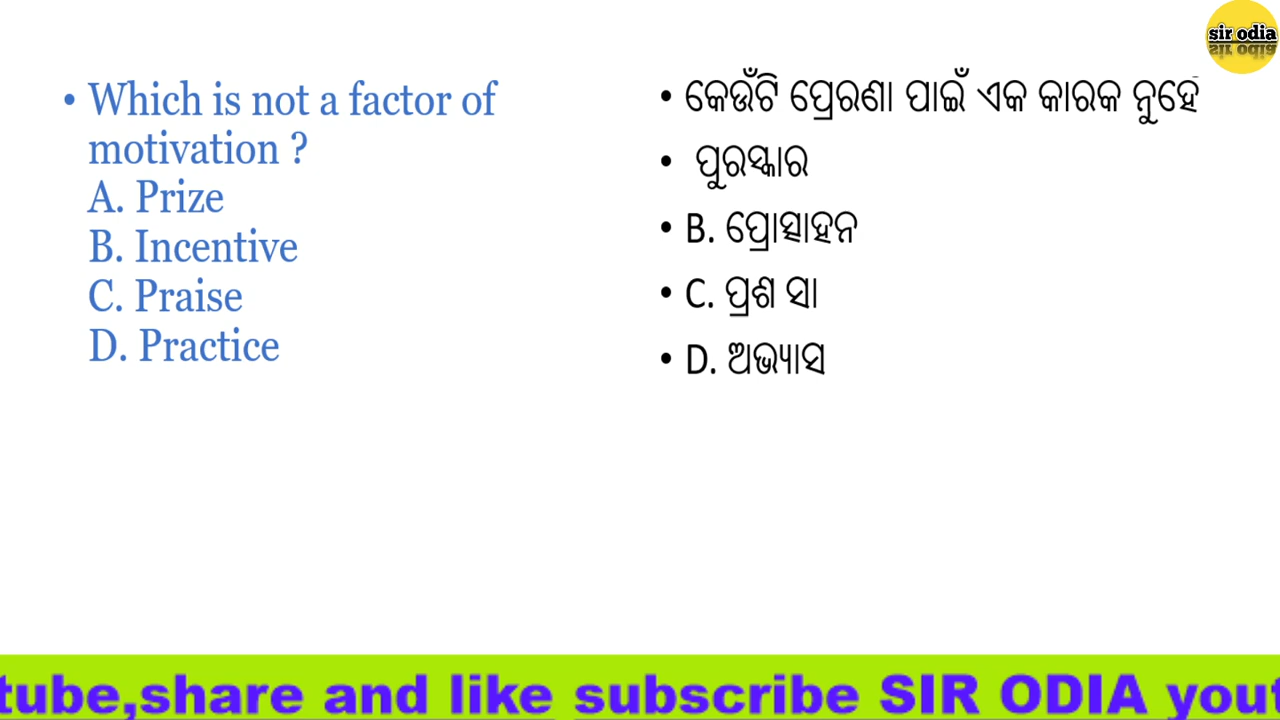 sir odia
• Which is not a factor of
motivation ?
A. Prize
B. Incentive
C. Praise
D. Practice
• କେଉଁଟି ପ୍ରେରଣା ପାଇଁ ଏକ କାରକ ନୁହେଁ
• ପୁରସ୍କାର
• B. ପ୍ରୋତ୍ସାହନ
• C. ପ୍ରଶ ସା
• D. ଅଭ୍ୟାସ
tube,share and like subscribe SIR ODIA yout